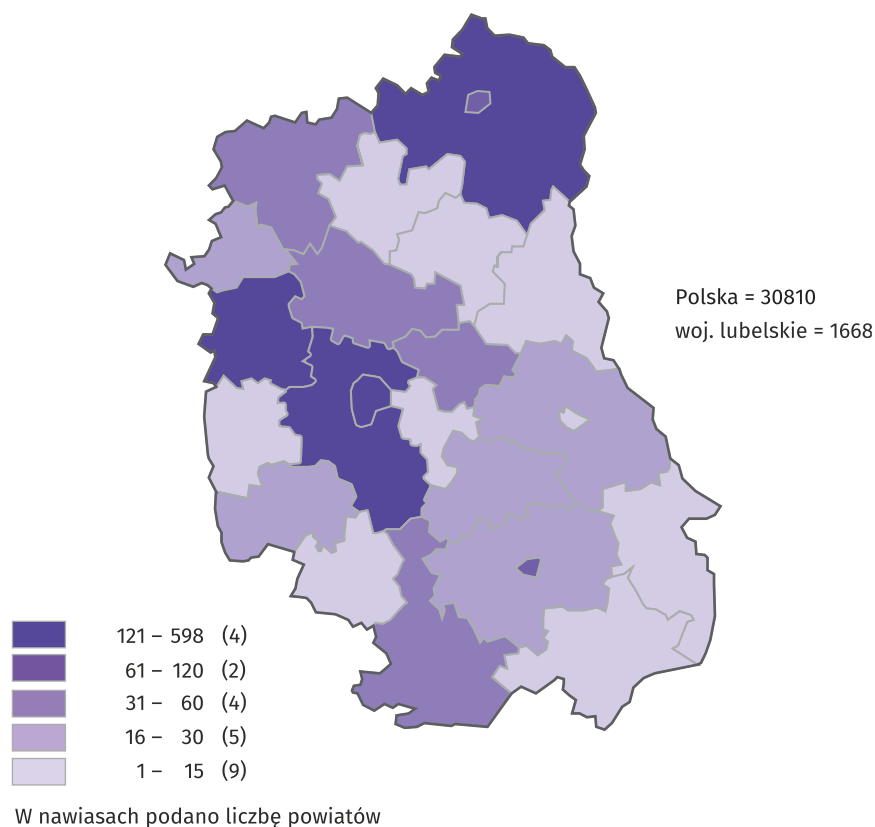 Polska = 30810
woj. lubelskie = 1668
121 – 598 (4)
61 – 120 (2)
31 – 60 (4)
16 – 30 (5)
1 – 15 (9)
W nawiasach podano liczbę powiatów